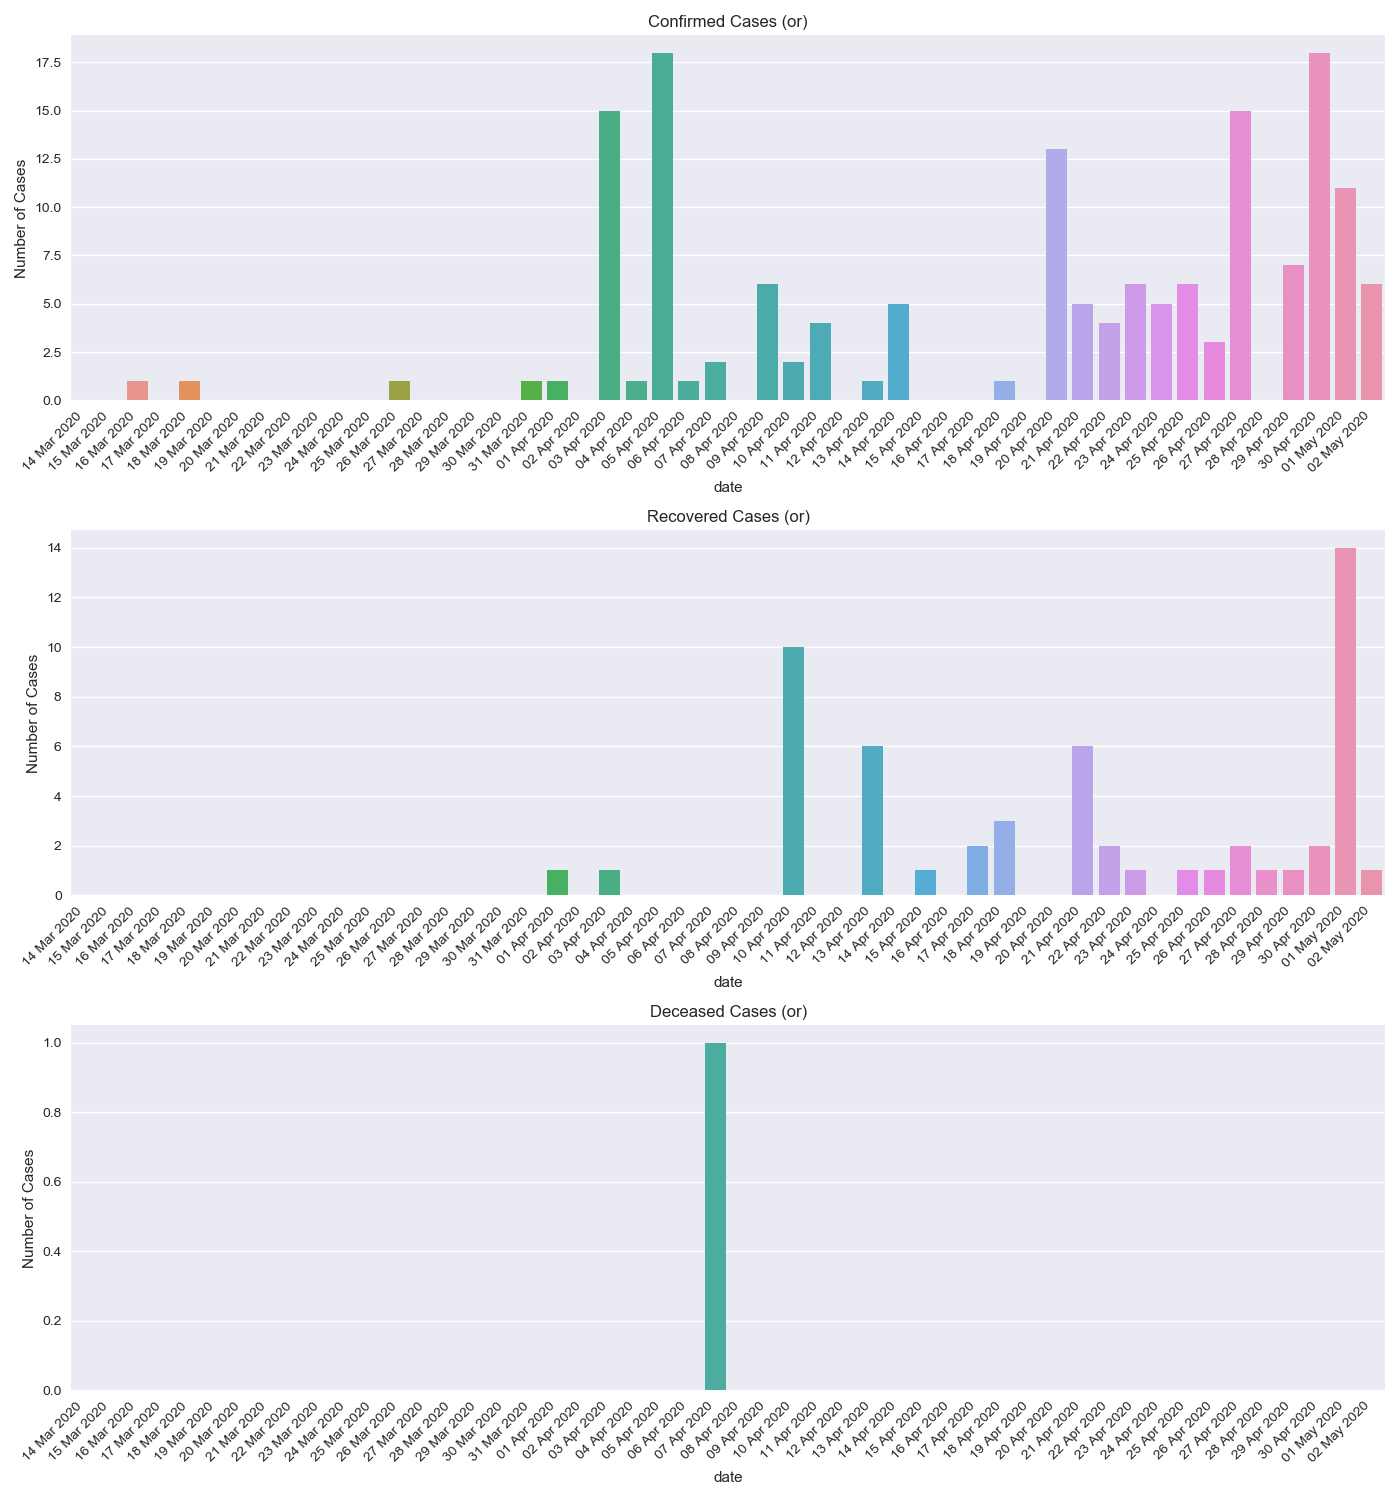 Confirmed Cases (or)
17.5
15.0
12.5
10.0
7.5
5.0
2.5
0.0
Number of Cases
14 Mar 2020
15 Mar 2020
16 Mar 2020
17 Mar 2020
18 Mar 2020
19 Mar 2020
20 Mar 2020
21 Mar 2020
22 Mar 2020
23 Mar 2020
24 Mar 2020
25 Mar 2020
26 Mar 2020
27 Mar 2020
28 Mar 2020
29 Mar 2020
30 Mar 2020
31 Mar 2020
01 Apr 2020
02 Apr 2020
03 Apr 2020
04 Apr 2020
05 Apr 2020
06 Apr 2020
07 Apr 2020
08 Apr 2020
09 Apr 2020
10 Apr 2020
11 Apr 2020
12 Apr 2020
13 Apr 2020
14 Apr 2020
15 Apr 2020
16 Apr 2020
17 Apr 2020
18 Apr 2020
19 Apr 2020
20 Apr 2020
21 Apr 2020
22 Apr 2020
23 Apr 2020
24 Apr 2020
25 Apr 2020
26 Apr 2020
27 Apr 2020
28 Apr 2020
29 Apr 2020
30 Apr 2020
01 May 2020
02 May 2020
date
Recovered Cases (or)
14
12
10
8
6
4
2
0
Number of Cases
14 Mar 2020
15 Mar 2020
16 Mar 2020
17 Mar 2020
18 Mar 2020
19 Mar 2020
20 Mar 2020
21 Mar 2020
22 Mar 2020
23 Mar 2020
24 Mar 2020
25 Mar 2020
26 Mar 2020
27 Mar 2020
28 Mar 2020
29 Mar 2020
30 Mar 2020
31 Mar 2020
01 Apr 2020
02 Apr 2020
03 Apr 2020
04 Apr 2020
05 Apr 2020
06 Apr 2020
07 Apr 2020
08 Apr 2020
09 Apr 2020
10 Apr 2020
11 Apr 2020
12 Apr 2020
13 Apr 2020
14 Apr 2020
15 Apr 2020
16 Apr 2020
17 Apr 2020
18 Apr 2020
19 Apr 2020
20 Apr 2020
21 Apr 2020
22 Apr 2020
23 Apr 2020
24 Apr 2020
25 Apr 2020
26 Apr 2020
27 Apr 2020
28 Apr 2020
29 Apr 2020
30 Apr 2020
01 May 2020
02 May 2020
date
Deceased Cases (or)
1.0
0.8
0.6
0.4
0.2
0.0
Number of Cases
14 Mar 2020
15 Mar 2020
16 Mar 2020
17 Mar 2020
18 Mar 2020
19 Mar 2020
20 Mar 2020
21 Mar 2020
22 Mar 2020
23 Mar 2020
24 Mar 2020
25 Mar 2020
26 Mar 2020
27 Mar 2020
28 Mar 2020
29 Mar 2020
30 Mar 2020
31 Mar 2020
01 Apr 2020
02 Apr 2020
03 Apr 2020
04 Apr 2020
05 Apr 2020
06 Apr 2020
07 Apr 2020
08 Apr 2020
09 Apr 2020
10 Apr 2020
11 Apr 2020
12 Apr 2020
13 Apr 2020
14 Apr 2020
15 Apr 2020
16 Apr 2020
17 Apr 2020
18 Apr 2020
19 Apr 2020
20 Apr 2020
21 Apr 2020
22 Apr 2020
23 Apr 2020
24 Apr 2020
25 Apr 2020
26 Apr 2020
27 Apr 2020
28 Apr 2020
29 Apr 2020
30 Apr 2020
01 May 2020
02 May 2020
date